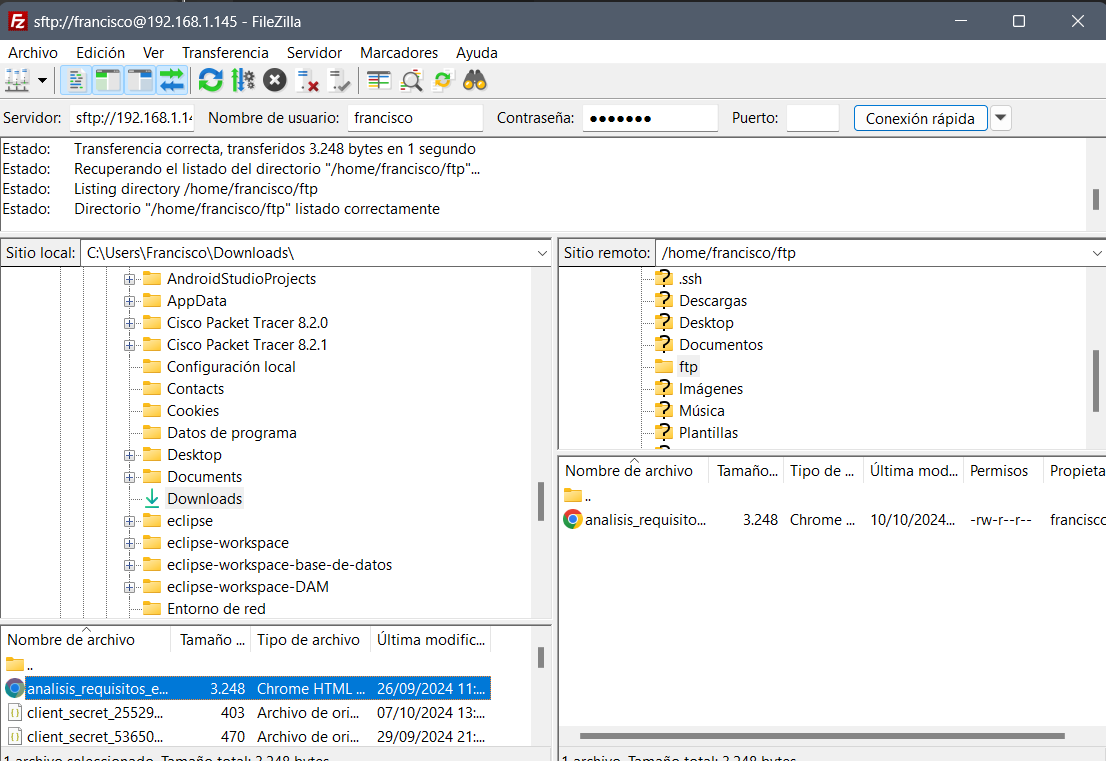 sftp://francisco@192.168.1.145 - FileZilla
Archivo Edición Ver Transferencia Servidor Marcadores Ayuda
Servidor: sftp://192.168.1.14 Nombre de usuario: francisco Contraseña: ●●●●●●● Puerto: Conexión rápida
Estado: Transferencia correcta, transferidos 3.248 bytes en 1 segundo
Estado: Recuperando el listado del directorio "/home/francisco/ftp"...
Estado: Listing directory /home/francisco/ftp
Estado: Directorio "/home/francisco/ftp" listado correctamente
Sitio local: C:\Users\Francisco\Downloads\
AndroidStudioProjects
AppData
Cisco Packet Tracer 8.2.0
Cisco Packet Tracer 8.2.1
Configuración local
Contacts
Cookies
Datos de programa
Desktop
Documents
Downloads
eclipse
eclipse-workspace
eclipse-workspace-base-de-datos
eclipse-workspace-DAM
Entorno de red
Nombre de archivo Tamaño ... Tipo de archivo Última modific...
..
analisis_requisitos_e... 3.248 Chrome HTML ... 26/09/2024 11:...
client_secret_25529... 403 Archivo de ori... 07/10/2024 13:...
client_secret_53650... 470 Archivo de ori... 29/09/2024 21:...
1 archivo seleccionado. Tamaño total: 3.248 bytes
Sitio remoto: /home/francisco/ftp
.ssh
Descargas
Desktop
Documentos
ftp
Imágenes
Música
Plantillas
Nombre de archivo Tamaño... Tipo de ... Última mod... Permisos Propieta
..
analisis_requisito... 3.248 Chrome ... 10/10/2024... -rw-r--r-- francisco
1 archivo. Tamaño total: 3.248 bytes